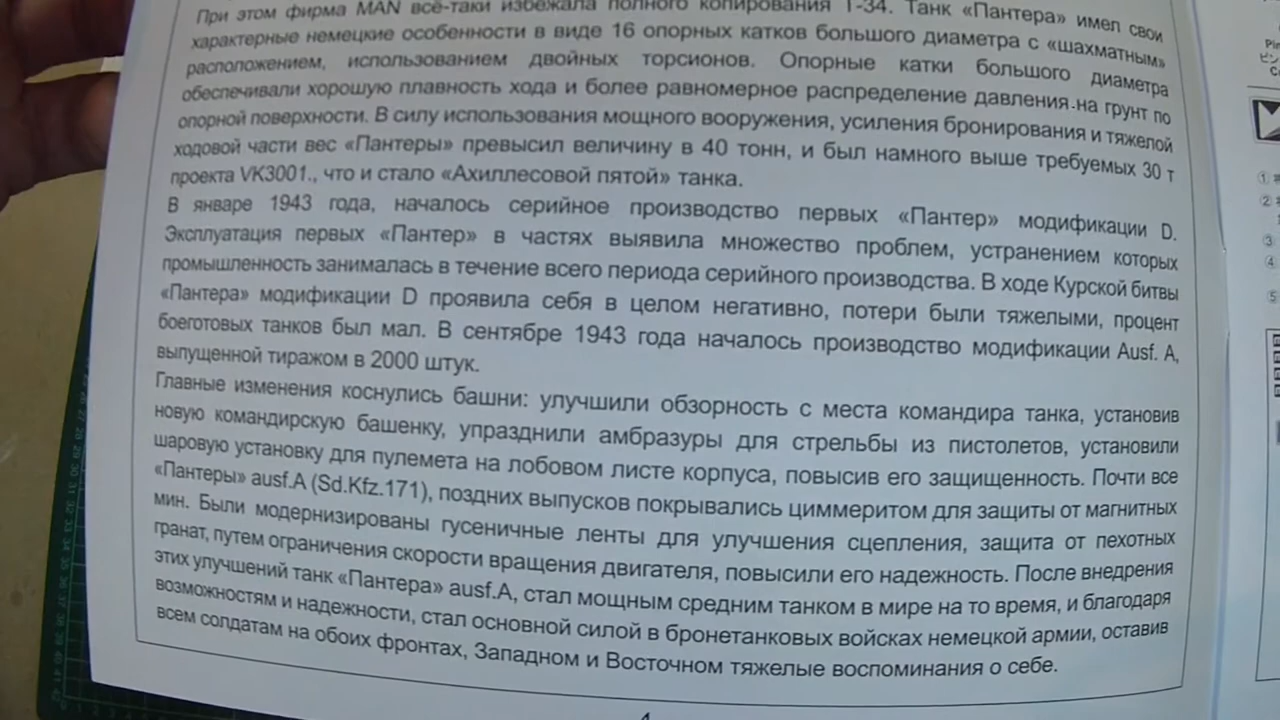 При этом фирма MAN всё-таки избежала полного копирования Т-34. Танк «Пантера» имел свои
характерные немецкие особенности в виде 16 опорных катков большого диаметра с «шахматным»
расположением, использованием двойных торсионов. Опорные катки большого диаметра
обеспечивали хорошую плавность хода и более равномерное распределение давления на грунт по
опорной поверхности. В силу использования мощного вооружения, усиления бронирования и тяжелой
ходовой части вес «Пантеры» превысил величину в 40 тонн, и был намного выше требуемых 30 т
проекта VK3001., что и стало «Ахиллесовой пятой» танка.
В январе 1943 года, началось серийное производство первых «Пантер» модификации D.
Эксплуатация первых «Пантер» в частях выявила множество проблем, устранением которых
промышленность занималась в течение всего периода серийного производства. В ходе Курской битвы
«Пантера» модификации D проявила себя в целом негативно, потери были тяжелыми, процент
боеготовых танков был мал. В сентябре 1943 года началось производство модификации Ausf. A,
выпущенной тиражом в 2000 штук.
Главные изменения коснулись башни: улучшили обзорность с места командира танка, установив
новую командирскую башенку, упразднили амбразуры для стрельбы из пистолетов, установили
шаровую установку для пулемета на лобовом листе корпуса, повысив его защищенность. Почти все
«Пантеры» ausf.A (Sd.Kfz.171), поздних выпусков покрывались циммеритом для защиты от магнитных
мин. Были модернизированы гусеничные ленты для улучшения сцепления, защита от пехотных
гранат, путем ограничения скорости вращения двигателя, повысили его надежность. После внедрения
этих улучшений танк «Пантера» ausf.A, стал мощным средним танком в мире на то время, и благодаря
возможностям и надежности, стал основной силой в бронетанковых войсках немецкой армии, оставив
всем солдатам на обоих фронтах, Западном и Восточном тяжелые воспоминания о себе.